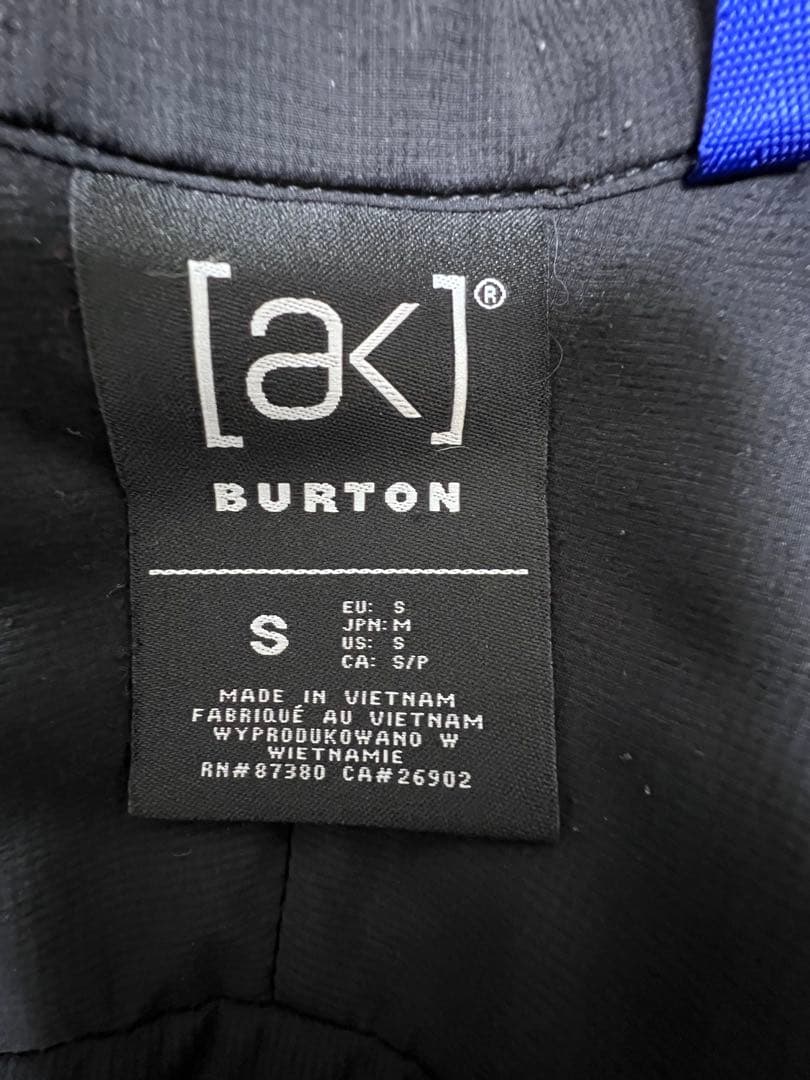 [ak]®
BURTON
S
EU: S
JPN: M
US: S
CA: S/P
MADE IN VIETNAM
FABRIQUÉ AU VIETNAM
WYPRODUKOWANO W
WIETNAMIE
RN#87380 CA#26902